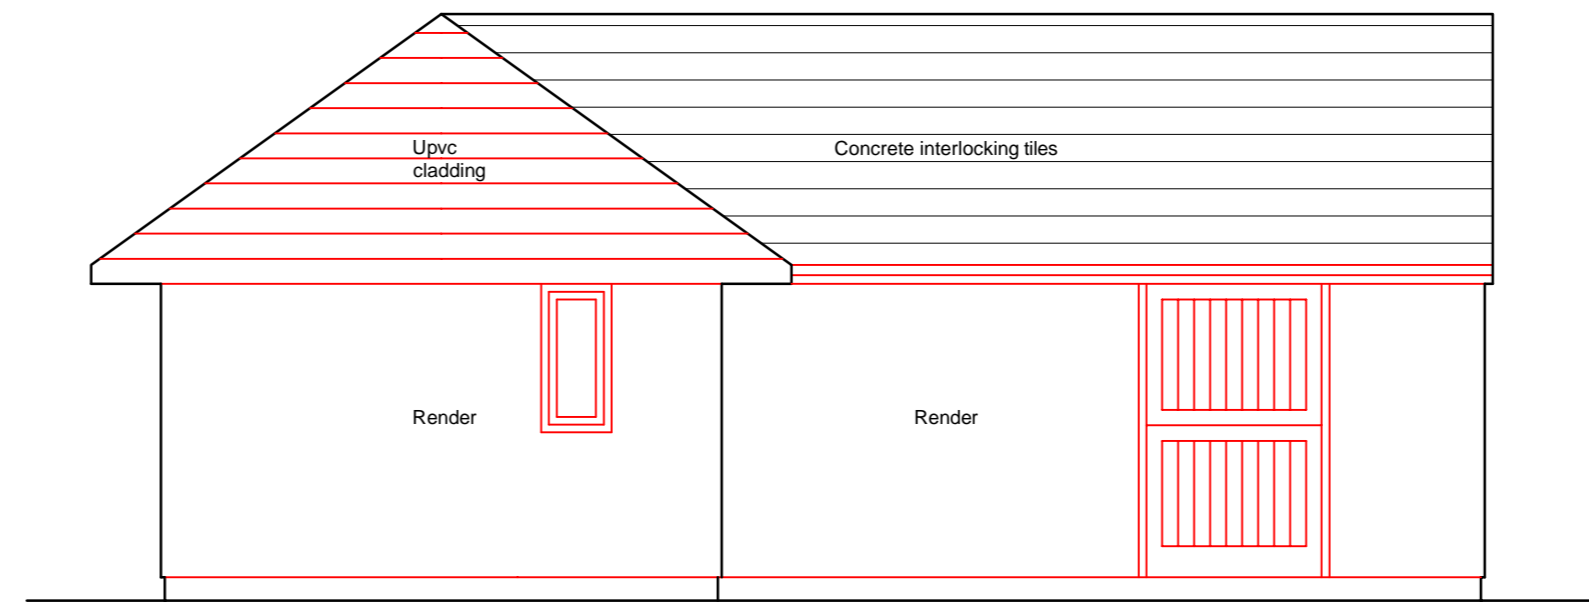 Upvc
cladding
Concrete interlocking tiles
Render
Render